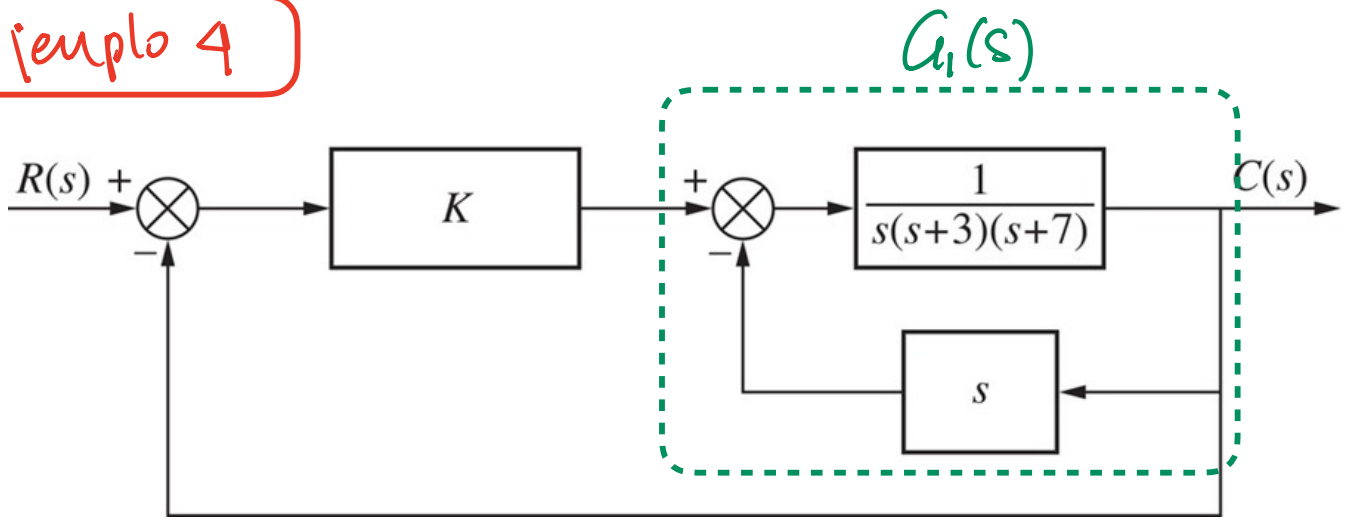 jemplo 4
G₁(s)
R(s) +
K
+
1
s(s+3)(s+7)
C(s)
−
−
s